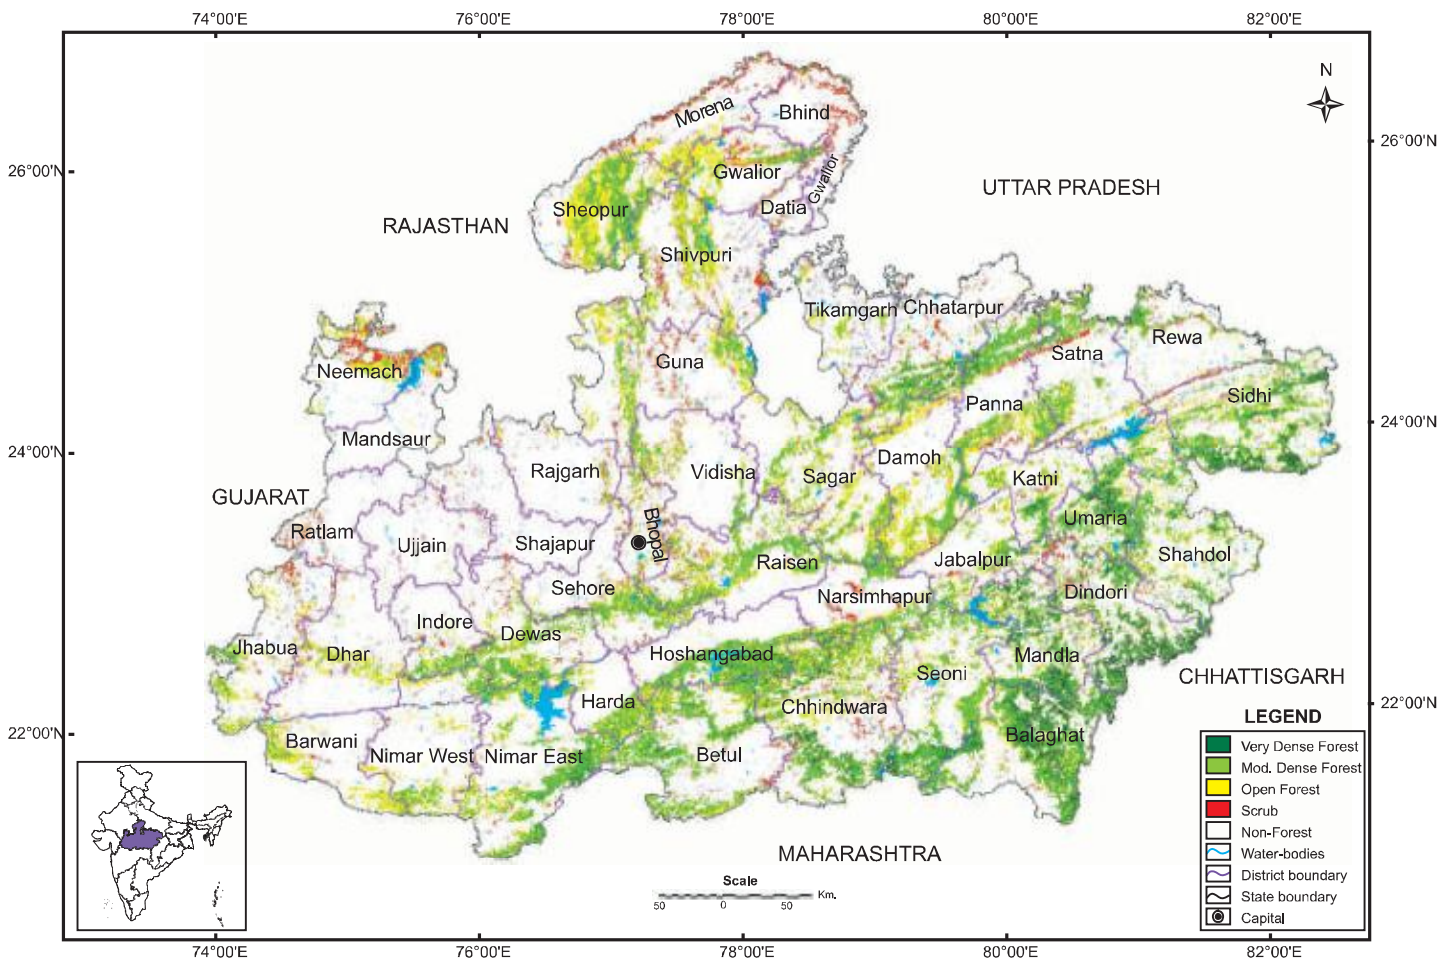 74°00'E 76°00'E 78°00'E 80°00'E 82°00'E
N
26°00'N
26°00'N
Morena
Bhind
Gwalior
Gwalior
UTTAR PRADESH
Sheopur
Datia
RAJASTHAN
Shivpuri
Tikamgarh
Chhatarpur
Rewa
Satna
Guna
Neemach
Sidhi
Panna
24°00'N
Mandsaur
24°00'N
Damoh
Rajgarh
Vidisha
Sagar
Katni
GUJARAT
Umaria
Ratlam
Bhopal
Ujjain
Shajapur
Shahdol
Jabalpur
Raisen
Sehore
Dindori
Narsimhapur
Indore
Dewas
Jhabua
Dhar
Hoshangabad
Mandla
Seoni
CHHATTISGARH
Harda
Chhindwara
22°00'N
22°00'N
Barwani
Nimar West
Nimar East
Betul
Balaghat
LEGEND
Very Dense Forest
Mod. Dense Forest
Open Forest
Scrub
Non-Forest
Water-bodies
District boundary
State boundary
Capital
MAHARASHTRA
Scale
50 0 50 Km.
74°00'E 76°00'E 78°00'E 80°00'E 82°00'E